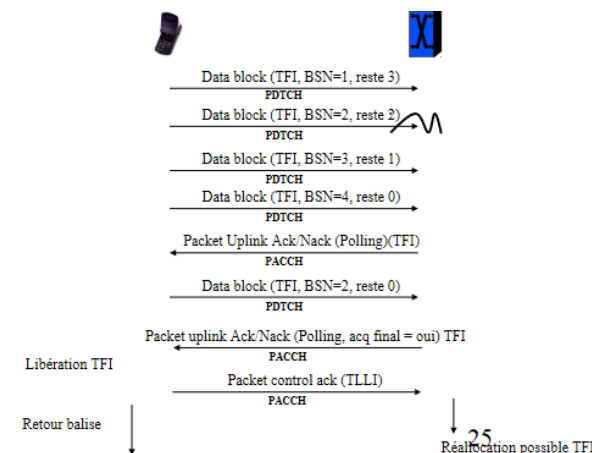 Data block (TFI, BSN=1, reste 3)
PDTCH
Data block (TFI, BSN=2, reste 2)
PDTCH
Data block (TFI, BSN=3, reste 1)
PDTCH
Data block (TFI, BSN=4, reste 0)
PDTCH
Packet Uplink Ack/Nack (Polling)(TFI)
PACCH
Data block (TFI, BSN=2, reste 0)
PDTCH
Packet uplink Ack/Nack (Polling, acq final = oui) TFI
PACCH
Libération TFI
Packet control ack (TLLI)
PACCH
Retour balise
25
Réallocation possible TFI